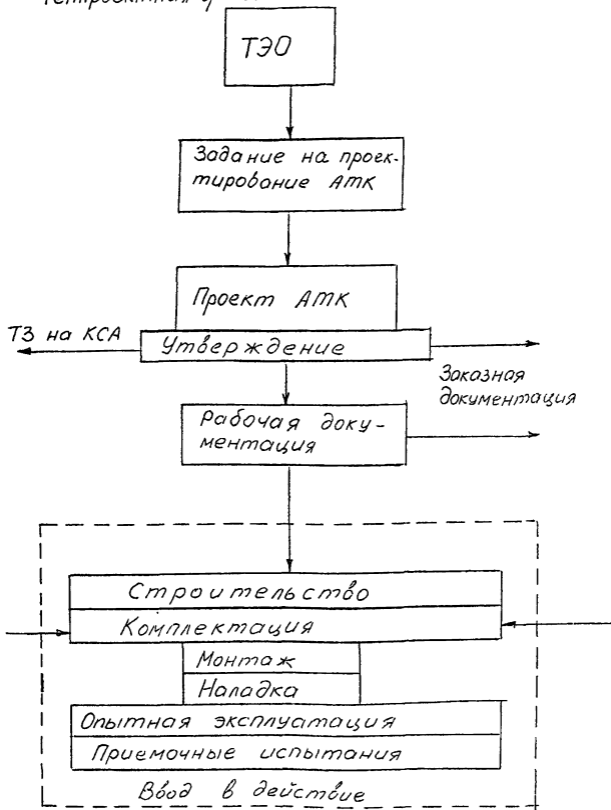 ТЭО
Задание на проек-
тирование АТК
Проект АТК
ТЗ на КСА
Утверждение
Заказная
документация
Рабочая доку-
ментация
Строительство
Комплектация
Монтаж
Наладка
Опытная эксплуатация
Приемочные испытания
Ввод в действие